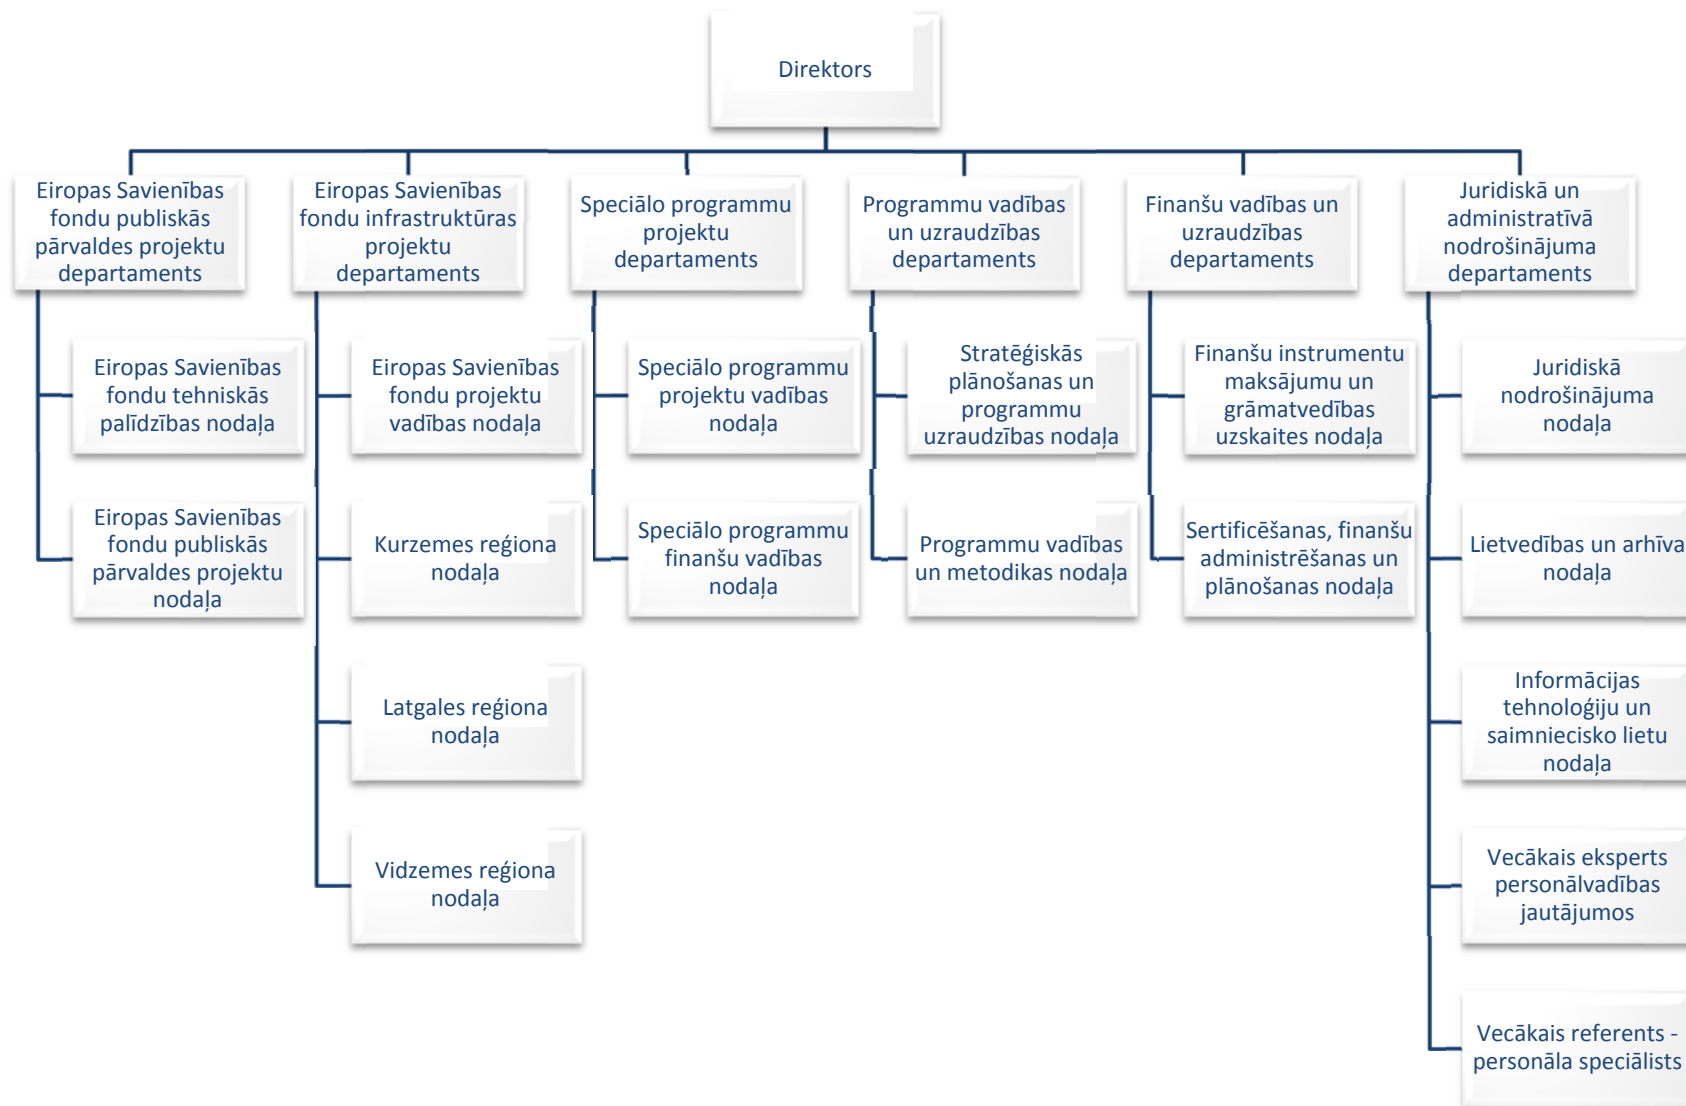 Direktors
Eiropas Savienības
fondu publiskās
pārvaldes projektu
departaments
Eiropas Savienības
fondu infrastruktūras
projektu
departaments
Speciālo programmu
projektu
departaments
Programmu vadības
un uzraudzības
departaments
Finanšu vadības un
uzraudzības
departaments
Juridiskā un
administratīvā
nodrošinājuma
departaments
Eiropas Savienības
fondu tehniskās
palīdzības nodaļa
Eiropas Savienības
fondu publiskās
pārvaldes projektu
nodaļa
Eiropas Savienības
fondu projektu
vadības nodaļa
Kurzemes reģiona
nodaļa
Latgales reģiona
nodaļa
Vidzemes reģiona
nodaļa
Speciālo programmu
projektu vadības
nodaļa
Speciālo programmu
finanšu vadības
nodaļa
Stratēģiskās
plānošanas un
programmu
uzraudzības nodaļa
Programmu vadības
un metodikas nodaļa
Finanšu instrumentu
maksājumu un
grāmatvedības
uzskaites nodaļa
Sertificēšanas, finanšu
administrēšanas un
plānošanas nodaļa
Juridiskā
nodrošinājuma
nodaļa
Lietvedības un arhīva
nodaļa
Informācijas
tehnoloģiju un
saimniecisko lietu
nodaļa
Vecākais eksperts
personālvadības
jautājumos
Vecākais referents -
personāla speciālists